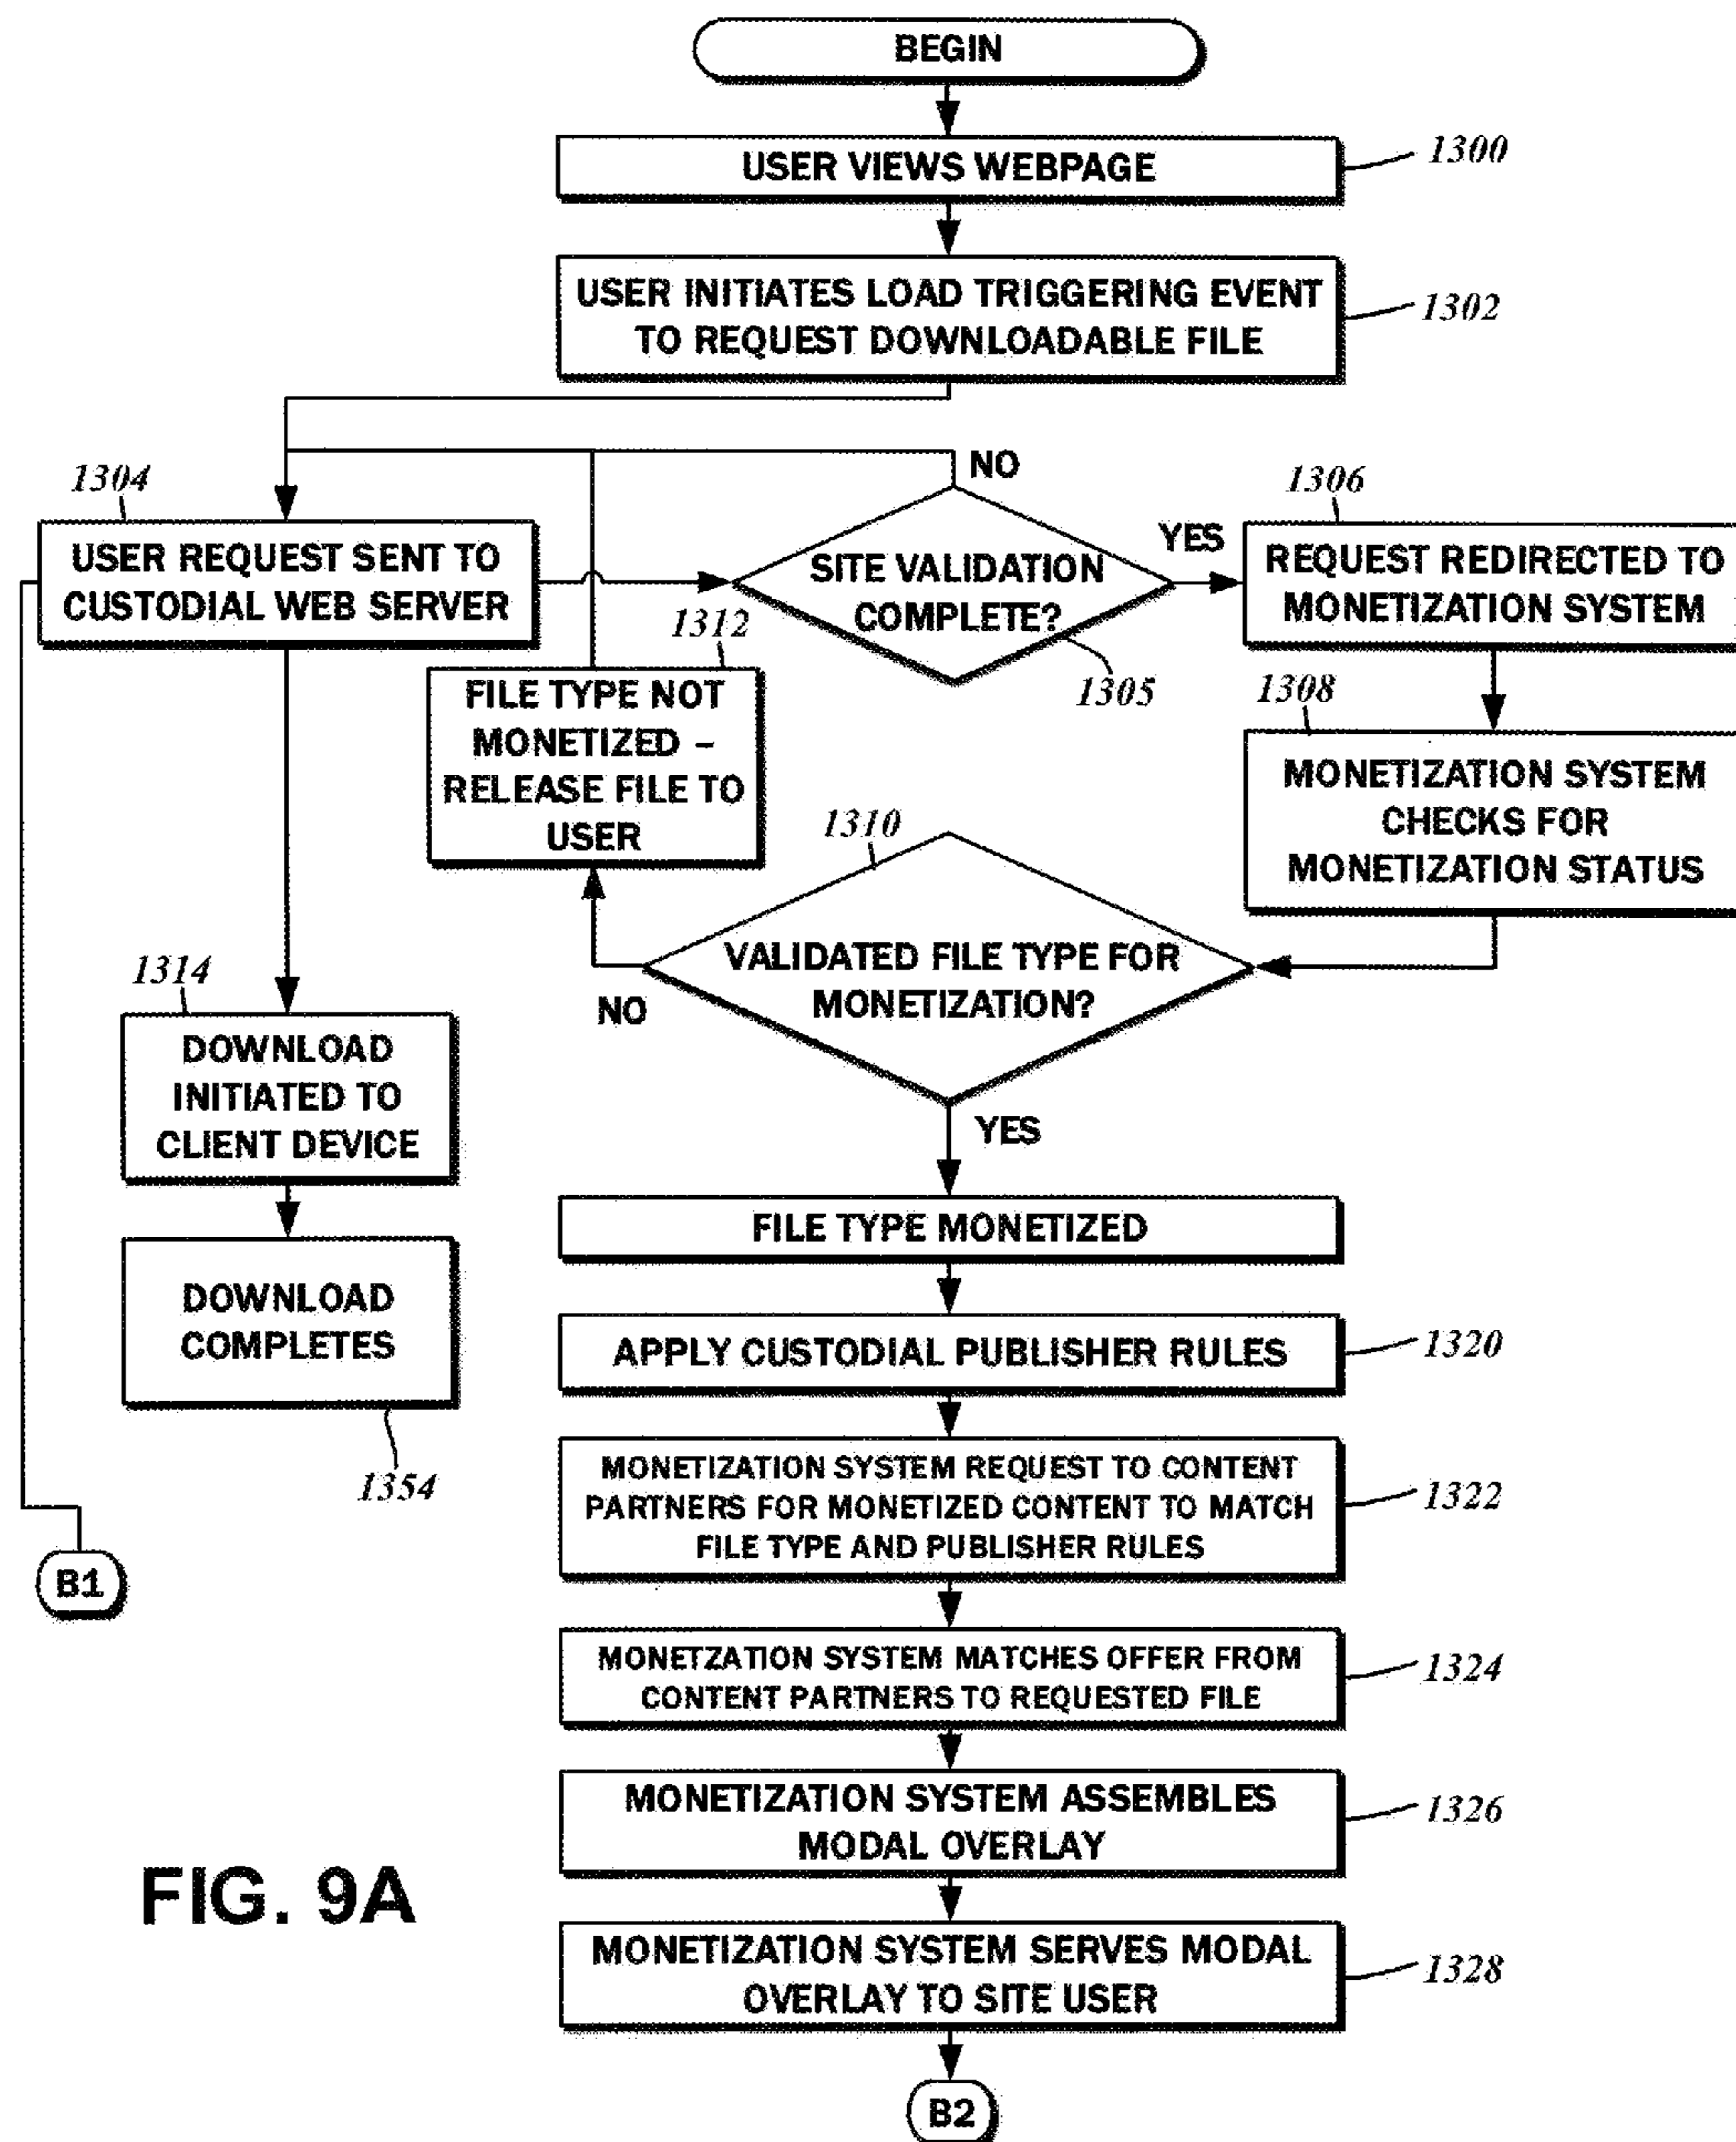 BEGIN
USER VIEWS WEBPAGE
1300
USER INITIATES LOAD TRIGGERING EVENT
TO REQUEST DOWNLOADABLE FILE
1302
1304
USER REQUEST SENT TO
CUSTODIAL WEB SERVER
NO
SITE VALIDATION
COMPLETE?
1305
YES
1306
REQUEST REDIRECTED TO
MONETIZATION SYSTEM
1312
FILE TYPE NOT
MONETIZED –
RELEASE FILE TO
USER
1308
MONETIZATION SYSTEM
CHECKS FOR
MONETIZATION STATUS
1310
VALIDATED FILE TYPE FOR
MONETIZATION?
NO
YES
1314
DOWNLOAD
INITIATED TO
CLIENT DEVICE
DOWNLOAD
COMPLETES
1354
B1
FILE TYPE MONETIZED
APPLY CUSTODIAL PUBLISHER RULES
1320
MONETIZATION SYSTEM REQUEST TO CONTENT
PARTNERS FOR MONETIZED CONTENT TO MATCH
FILE TYPE AND PUBLISHER RULES
1322
MONETZATION SYSTEM MATCHES OFFER FROM
CONTENT PARTNERS TO REQUESTED FILE
1324
MONETIZATION SYSTEM ASSEMBLES
MODAL OVERLAY
1326
MONETIZATION SYSTEM SERVES MODAL
OVERLAY TO SITE USER
1328
B2
FIG. 9A